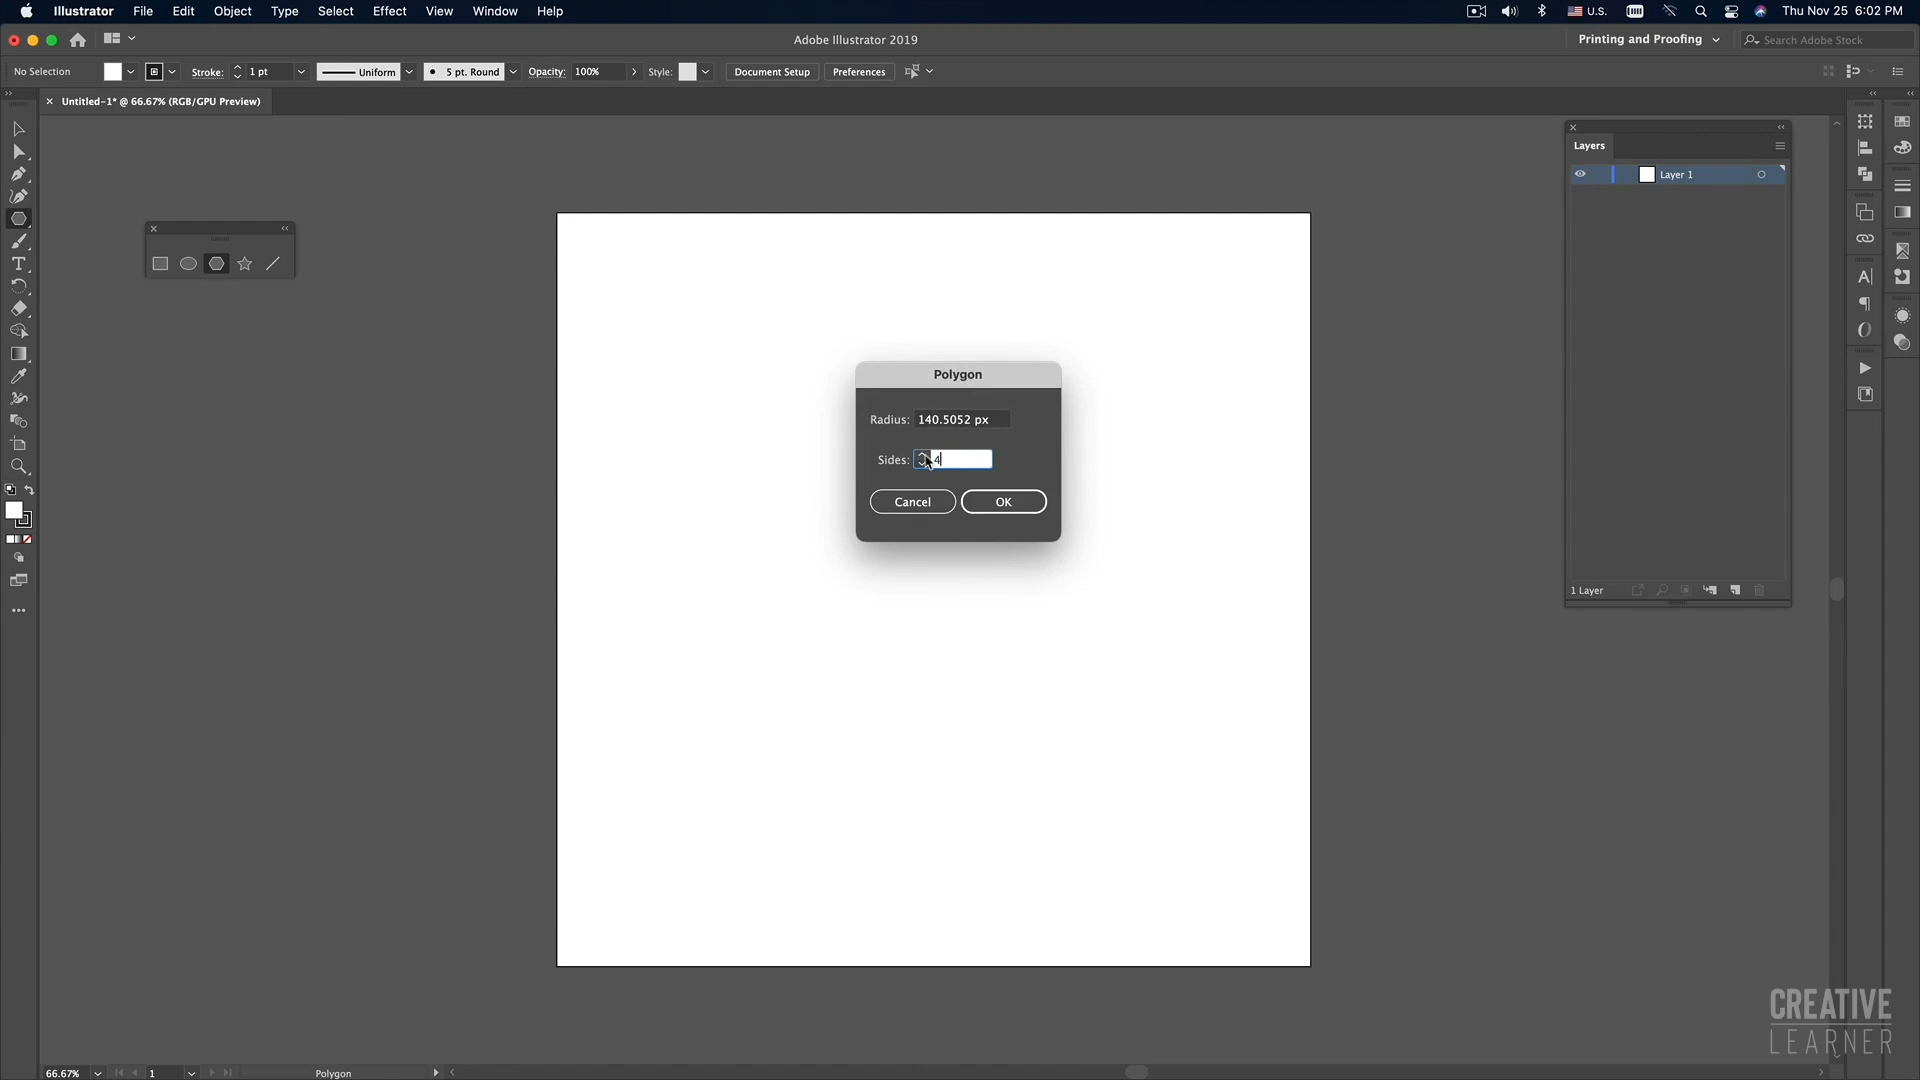 Illustrator File Edit Object Type Select Effect View Window Help U.S. Thu Nov 25 6:02 PM
Adobe Illustrator 2019 Printing and Proofing Search Adobe Stock
No Selection Stroke: 1 pt Uniform 5 pt. Round Opacity: 100% Style: Document Setup Preferences
Untitled-1* @ 66.67% (RGB/GPU Preview)
Layers
Layer 1
Polygon
Radius: 140.5052 px
Sides: 4
Cancel OK
1 Layer
CREATIVE
LEARNER
66.67% 1 Polygon